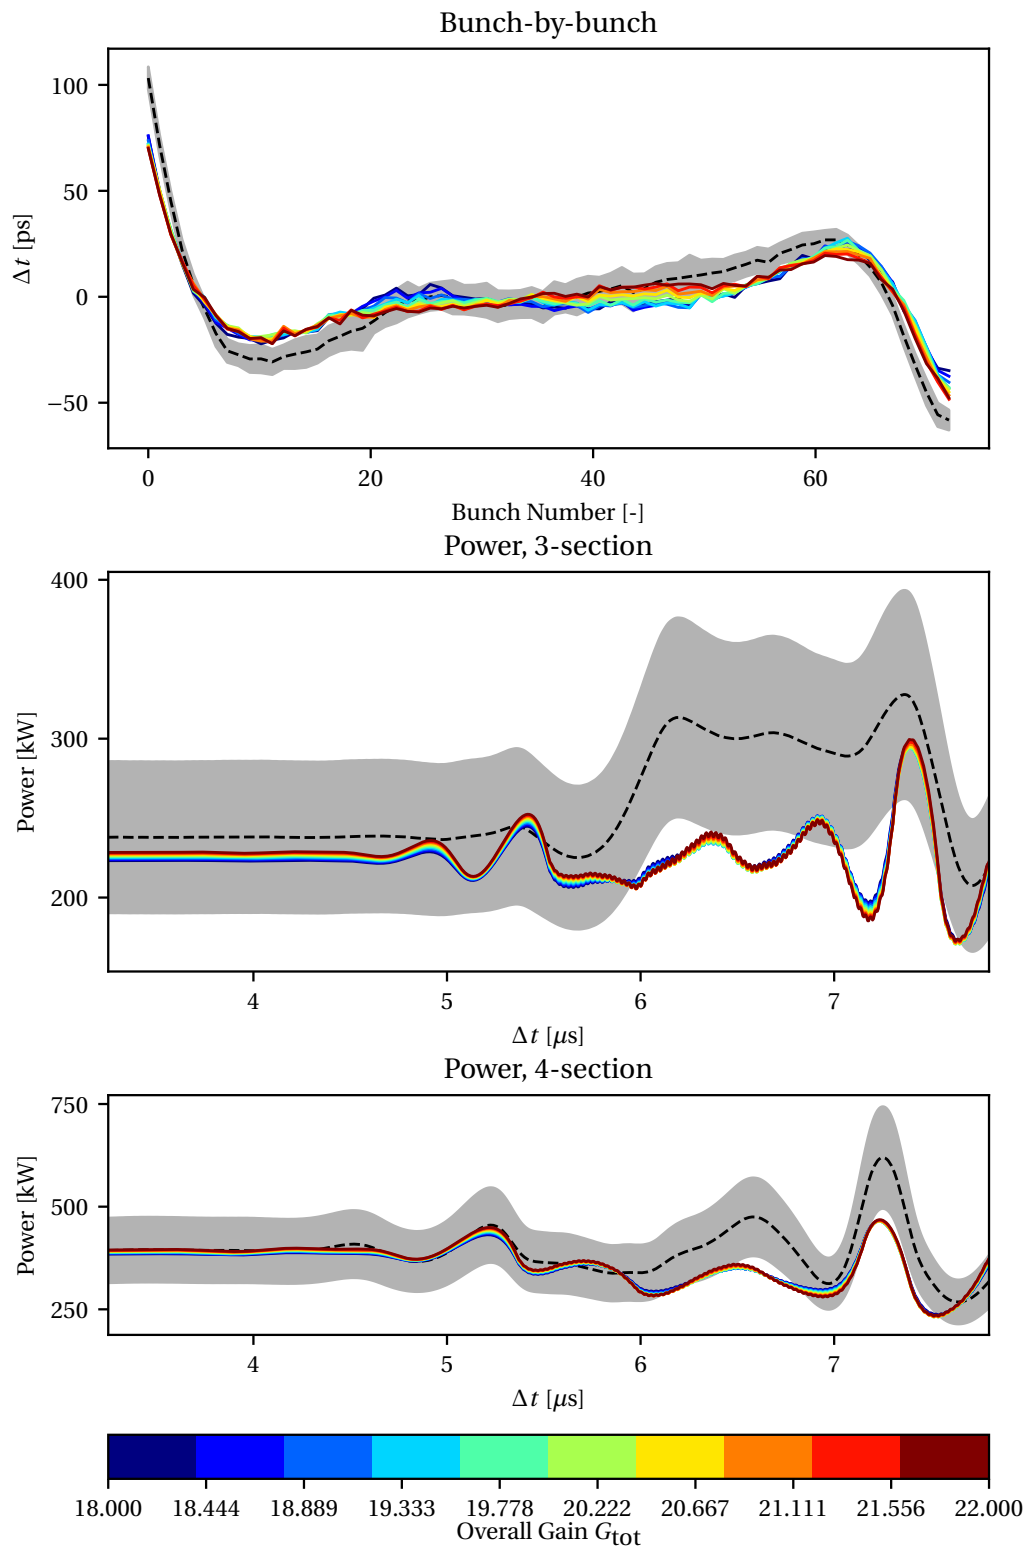 Bunch-by-bunch
100
50
0
−50
Δt [ps]
0 20 40 60
Bunch Number [-]
Power, 3-section
400
300
200
Power [kW]
4 5 6 7
Δt [μs]
Power, 4-section
750
500
250
Power [kW]
4 5 6 7
Δt [μs]
18.000 18.444 18.889 19.333 19.778 20.222 20.667 21.111 21.556 22.000
Overall Gain G_tot